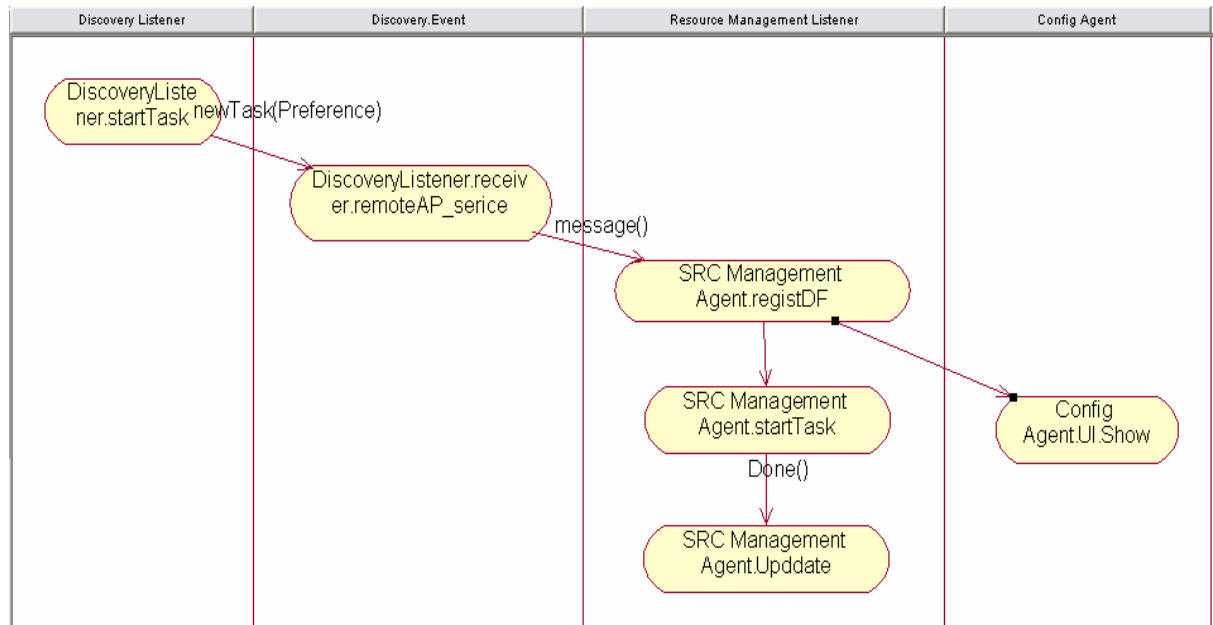 Discovery Listener
Discovery.Event
Resource Management Listener
Config Agent
DiscoveryListe
ner.startTask
newTask(Preference)
DiscoveryListener.receiv
er.remoteAP_serice
message()
SRC Management
Agent.registDF
SRC Management
Agent.startTask
Config
Agent.UI.Show
Done()
SRC Management
Agent.Upddate